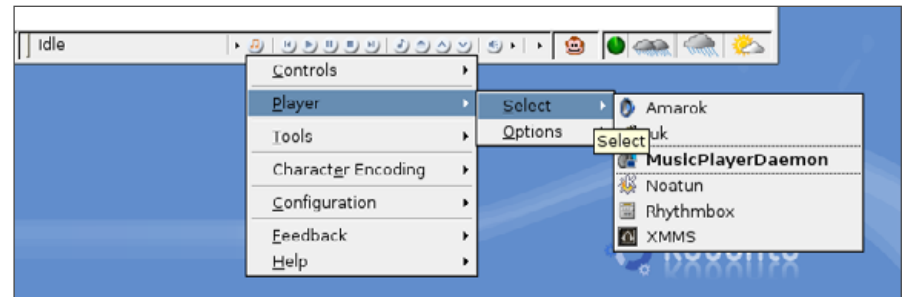 Idle
Controls
Player
Tools
Character Encoding
Configuration
Feedback
Help
Select
Options
Select
Amarok
uk
MusicPlayerDaemon
Noatun
Rhythmbox
XMMS